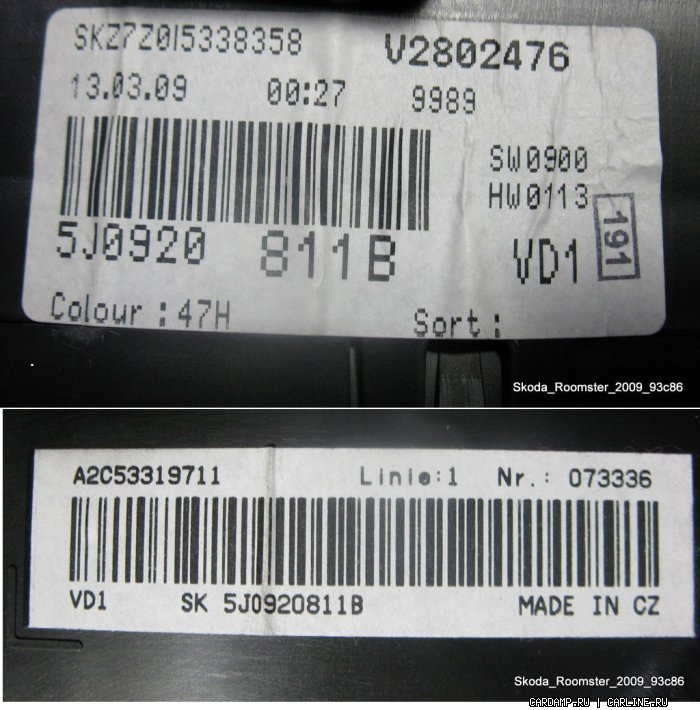 SKZ7Z0I5338358 V2802476
13.03.09 00:27 9989
SW0900
HW0113
5J0920 811B VD1 191
Colour : 47H Sort :
Skoda_Roomster_2009_93c86
A2C53319711 Linie:1 Nr.: 073336
VD1 SK 5J0920811B MADE IN CZ
Skoda_Roomster_2009_93c86
CARDAMP.RU | CARLINE.RU